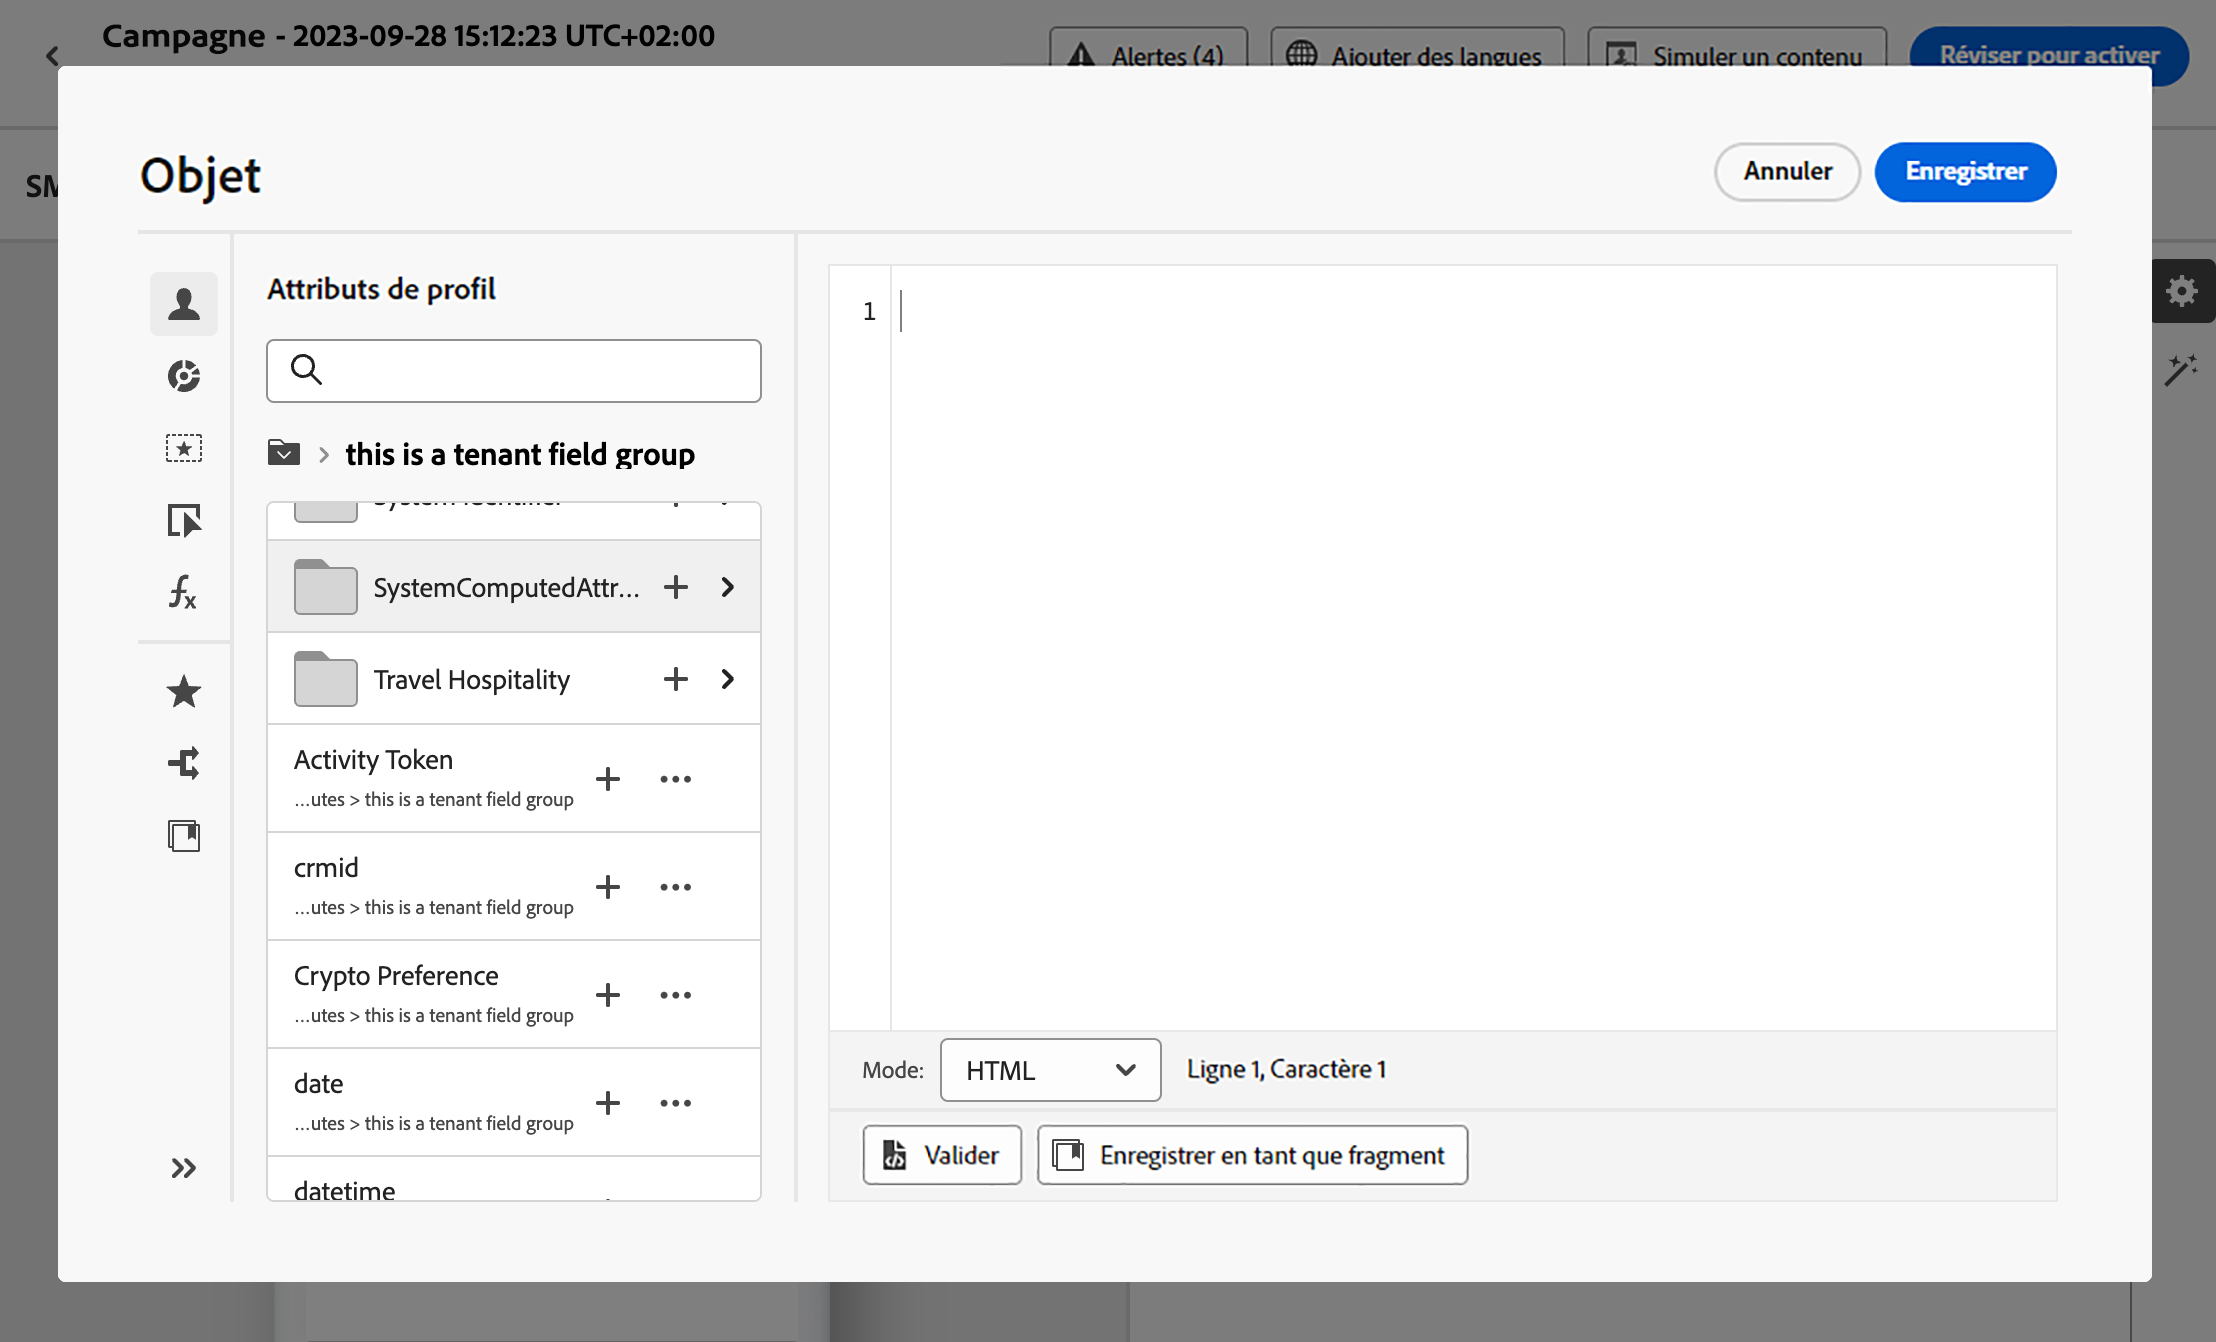 Campagne - 2023-09-28 15:12:23 UTC+02:00
Alertes (4)
Ajouter des langues
Simuler un contenu
Réviser pour activer
SM
Objet
Annuler
Enregistrer
Attributs de profil
this is a tenant field group
SystemComputedAttr...
Travel Hospitality
Activity Token
...utes > this is a tenant field group
crmid
...utes > this is a tenant field group
Crypto Preference
...utes > this is a tenant field group
date
...utes > this is a tenant field group
datetime
1
Mode:
HTML
Ligne 1, Caractère 1
Valider
Enregistrer en tant que fragment